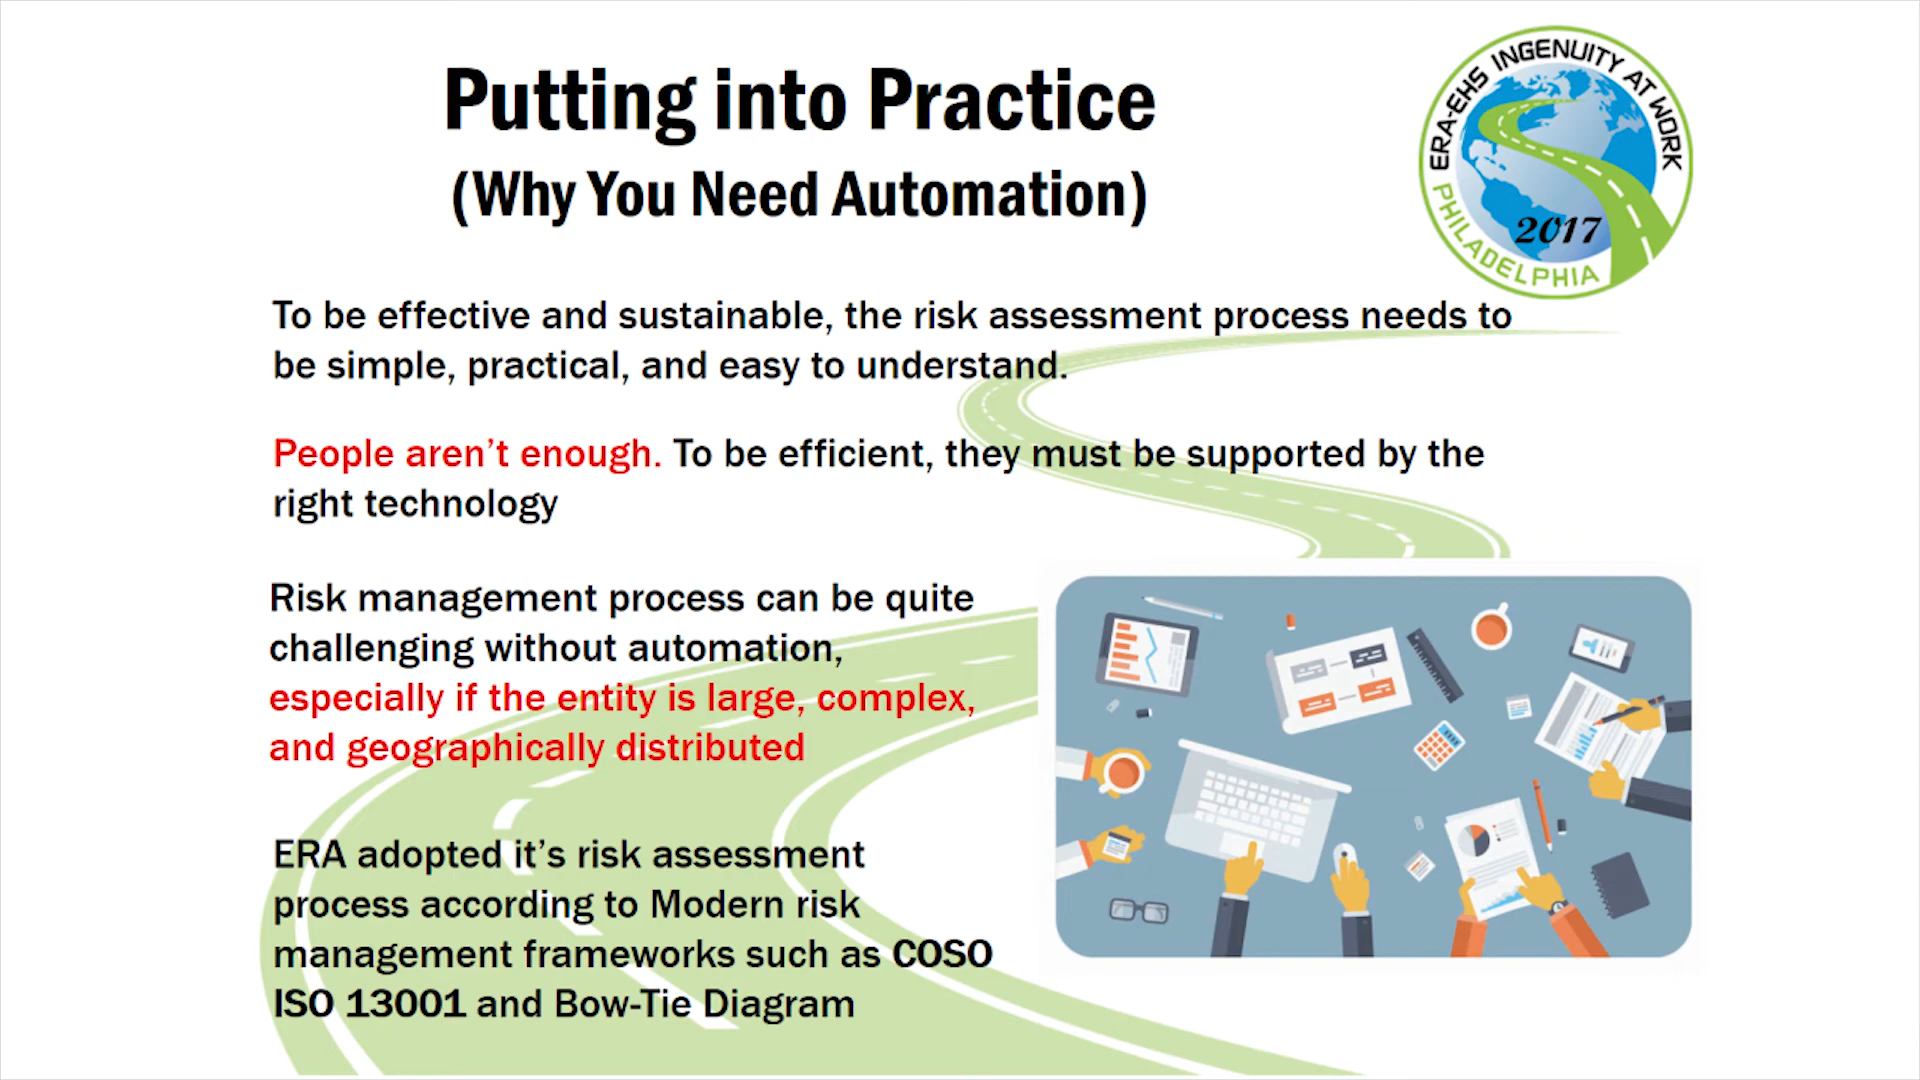 Putting into Practice
(Why You Need Automation)
ERA-EHS INGENUITY AT WORK
PHILADELPHIA
2017
To be effective and sustainable, the risk assessment process needs to
be simple, practical, and easy to understand.
People aren’t enough. To be efficient, they must be supported by the
right technology
Risk management process can be quite
challenging without automation,
especially if the entity is large, complex,
and geographically distributed
ERA adopted it’s risk assessment
process according to Modern risk
management frameworks such as COSO
ISO 13001 and Bow-Tie Diagram